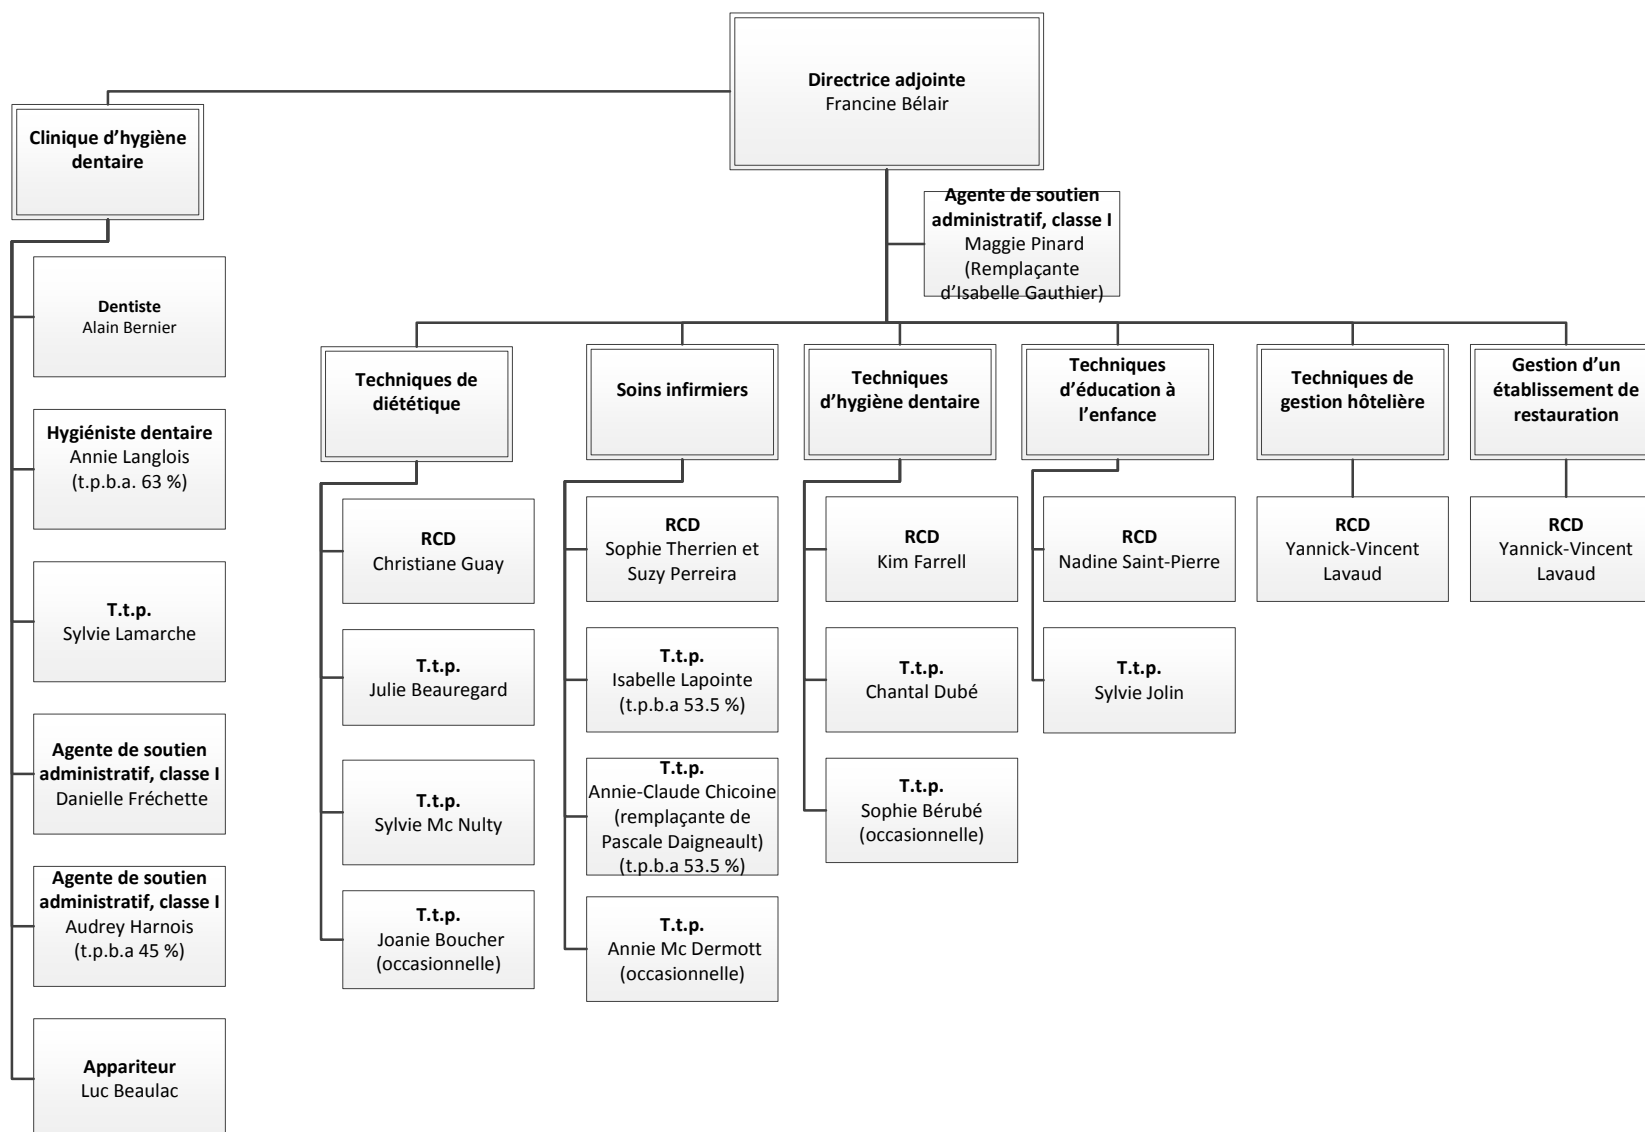 Directrice adjointe
Francine Bélair
Clinique d’hygiène
dentaire
Agente de soutien
administratif, classe I
Maggie Pinard
(Remplaçante
d’Isabelle Gauthier)
Dentiste
Alain Bernier
Hygiéniste dentaire
Annie Langlois
(t.p.b.a. 63 %)
T.t.p.
Sylvie Lamarche
Agente de soutien
administratif, classe I
Danielle Fréchette
Agente de soutien
administratif, classe I
Audrey Harnois
(t.p.b.a 45 %)
Appariteur
Luc Beaulac
Techniques de
diététique
RCD
Christiane Guay
T.t.p.
Julie Beauregard
T.t.p.
Sylvie Mc Nulty
T.t.p.
Joanie Boucher
(occasionnelle)
Soins infirmiers
RCD
Sophie Therrien et
Suzy Perreira
T.t.p.
Isabelle Lapointe
(t.p.b.a 53.5 %)
T.t.p.
Annie-Claude Chicoine
(remplaçante de
Pascale Daigneault)
(t.p.b.a 53.5 %)
T.t.p.
Annie Mc Dermott
(occasionnelle)
Techniques
d’hygiène dentaire
RCD
Kim Farrell
T.t.p.
Chantal Dubé
T.t.p.
Sophie Bérubé
(occasionnelle)
Techniques
d’éducation à
l’enfance
RCD
Nadine Saint-Pierre
T.t.p.
Sylvie Jolin
Techniques de
gestion hôtelière
RCD
Yannick-Vincent
Lavaud
Gestion d’un
établissement de
restauration
RCD
Yannick-Vincent
Lavaud